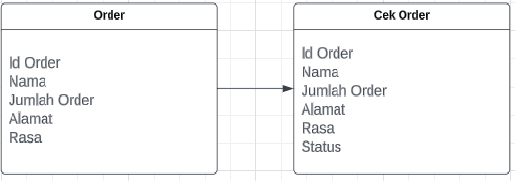 Order
Id Order
Nama
Jumlah Order
Alamat
Rasa
Cek Order
Id Order
Nama
Jumlah Order
Alamat
Rasa
Status